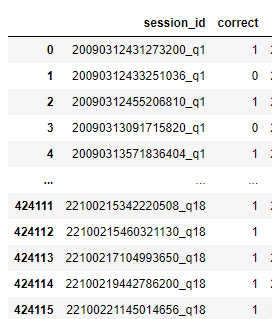 session_id correct
0 20090312431273200_q1 1
1 20090312433251036_q1 0
2 20090312455206810_q1 1
3 20090313091715820_q1 0
4 20090313571836404_q1 1
... ... ...
424111 22100215342220508_q18 1
424112 22100215460321130_q18 1
424113 22100217104993650_q18 1
424114 22100219442786200_q18 1
424115 22100221145014656_q18 1